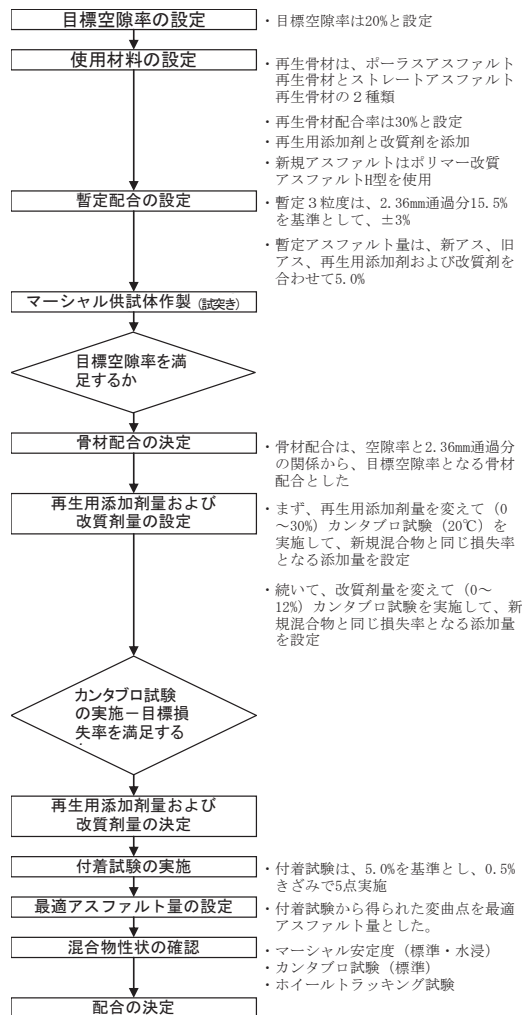 目標空隙率の設定
・目標空隙率は20%と設定
使用材料の設定
・再生骨材は、ポーラスアスファルト
再生骨材とストレートアスファルト
再生骨材の２種類
・再生骨材配合率は30%と設定
・再生用添加剤と改質剤を添加
・新規アスファルトはポリマー改質
アスファルトH型を使用
暫定配合の設定
・暫定３粒度は、2.36mm通過分15.5%
を基準として、±3%
・暫定アスファルト量は、新アス、旧
アス、再生用添加剤および改質剤を
合わせて5.0%
マーシャル供試体作製（試突き）
目標空隙率を満
足するか
骨材配合の決定
・骨材配合は、空隙率と2.36mm通過分
の関係から、目標空隙率となる骨材
配合とした
再生用添加剤量および
改質剤量の設定
・まず、再生用添加剤量を変えて（0
～30%）カンタブロ試験（20℃）を
実施して、新規混合物と同じ損失率
となる添加量を設定
・続いて、改質剤量を変えて（0～
12%）カンタブロ試験を実施して、新
規混合物と同じ損失率となる添加量
を設定
カンタブロ試験
の実施－目標損
失率を満足する
再生用添加剤量および
改質剤量の決定
付着試験の実施
・付着試験は、5.0%を基準とし、0.5%
きざみで5点実施
最適アスファルト量の設定
・付着試験から得られた変曲点を最適
アスファルト量とした。
混合物性状の確認
・マーシャル安定度（標準・水浸）
・カンタブロ試験（標準）
・ホイールトラッキング試験
配合の決定